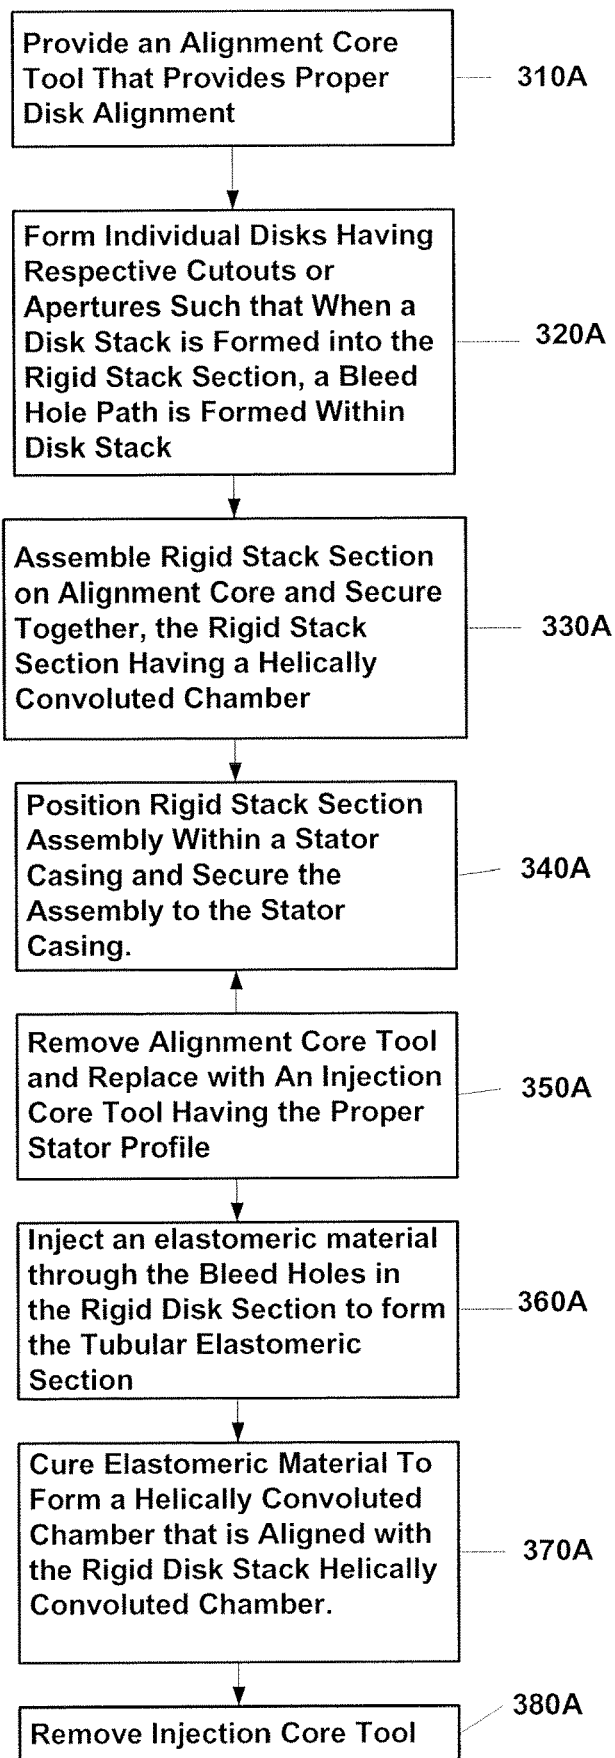 Provide an Alignment Core
Tool That Provides Proper
Disk Alignment
310A
Form Individual Disks Having
Respective Cutouts or
Apertures Such that When a
Disk Stack is Formed into the
Rigid Stack Section, a Bleed
Hole Path is Formed Within
Disk Stack
320A
Assemble Rigid Stack Section
on Alignment Core and Secure
Together, the Rigid Stack
Section Having a Helically
Convoluted Chamber
330A
Position Rigid Stack Section
Assembly Within a Stator
Casing and Secure the
Assembly to the Stator
Casing.
340A
Remove Alignment Core Tool
and Replace with An Injection
Core Tool Having the Proper
Stator Profile
350A
Inject an elastomeric material
through the Bleed Holes in
the Rigid Disk Section to form
the Tubular Elastomeric
Section
360A
Cure Elastomeric Material To
Form a Helically Convoluted
Chamber that is Aligned with
the Rigid Disk Stack Helically
Convoluted Chamber.
370A
Remove Injection Core Tool
380A